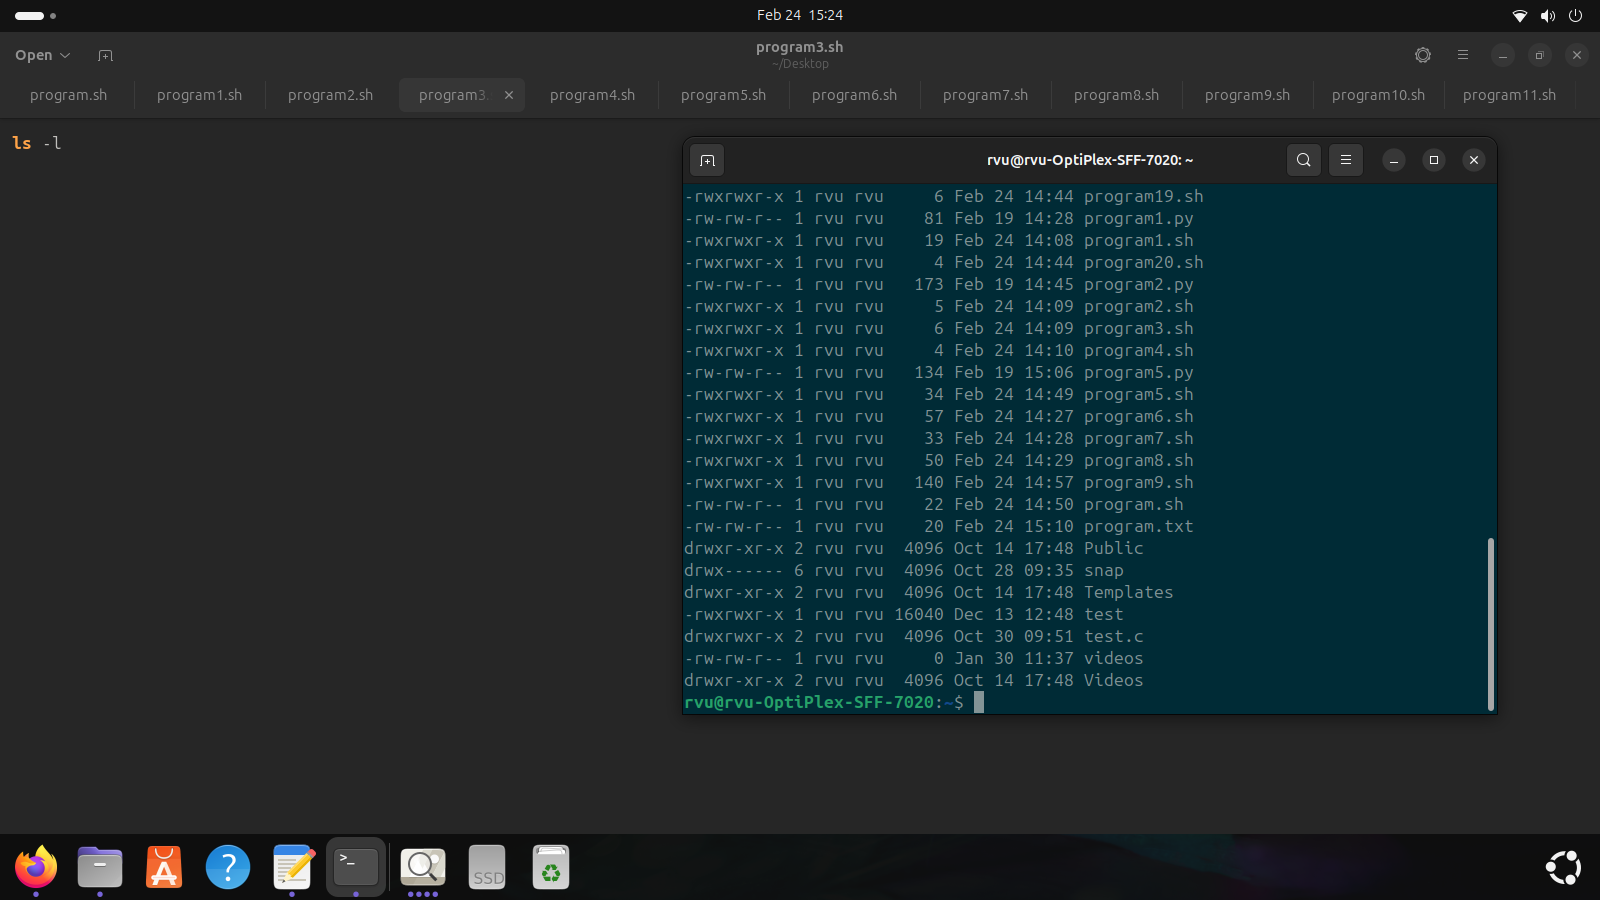 Feb 24 15:24
Open
program3.sh
~/Desktop
program.sh program1.sh program2.sh program3. program4.sh program5.sh program6.sh program7.sh program8.sh program9.sh program10.sh program11.sh
ls -l
rvu@rvu-OptiPlex-SFF-7020: ~
-rwxrwxr-x 1 rvu rvu     6 Feb 24 14:44 program19.sh
-rw-rw-r-- 1 rvu rvu    81 Feb 19 14:28 program1.py
-rwxrwxr-x 1 rvu rvu    19 Feb 24 14:08 program1.sh
-rwxrwxr-x 1 rvu rvu     4 Feb 24 14:44 program20.sh
-rw-rw-r-- 1 rvu rvu   173 Feb 19 14:45 program2.py
-rwxrwxr-x 1 rvu rvu     5 Feb 24 14:09 program2.sh
-rwxrwxr-x 1 rvu rvu     6 Feb 24 14:09 program3.sh
-rwxrwxr-x 1 rvu rvu     4 Feb 24 14:10 program4.sh
-rw-rw-r-- 1 rvu rvu   134 Feb 19 15:06 program5.py
-rwxrwxr-x 1 rvu rvu    34 Feb 24 14:49 program5.sh
-rwxrwxr-x 1 rvu rvu    57 Feb 24 14:27 program6.sh
-rwxrwxr-x 1 rvu rvu    33 Feb 24 14:28 program7.sh
-rwxrwxr-x 1 rvu rvu    50 Feb 24 14:29 program8.sh
-rwxrwxr-x 1 rvu rvu   140 Feb 24 14:57 program9.sh
-rw-rw-r-- 1 rvu rvu    22 Feb 24 14:50 program.sh
-rw-rw-r-- 1 rvu rvu    20 Feb 24 15:10 program.txt
drwxr-xr-x 2 rvu rvu  4096 Oct 14 17:48 Public
drwx------ 6 rvu rvu  4096 Oct 28 09:35 snap
drwxr-xr-x 2 rvu rvu  4096 Oct 14 17:48 Templates
-rwxrwxr-x 1 rvu rvu 16040 Dec 13 12:48 test
drwxrwxr-x 2 rvu rvu  4096 Oct 30 09:51 test.c
-rw-rw-r-- 1 rvu rvu     0 Jan 30 11:37 videos
drwxr-xr-x 2 rvu rvu  4096 Oct 14 17:48 Videos
rvu@rvu-OptiPlex-SFF-7020:~$
>_
SSD